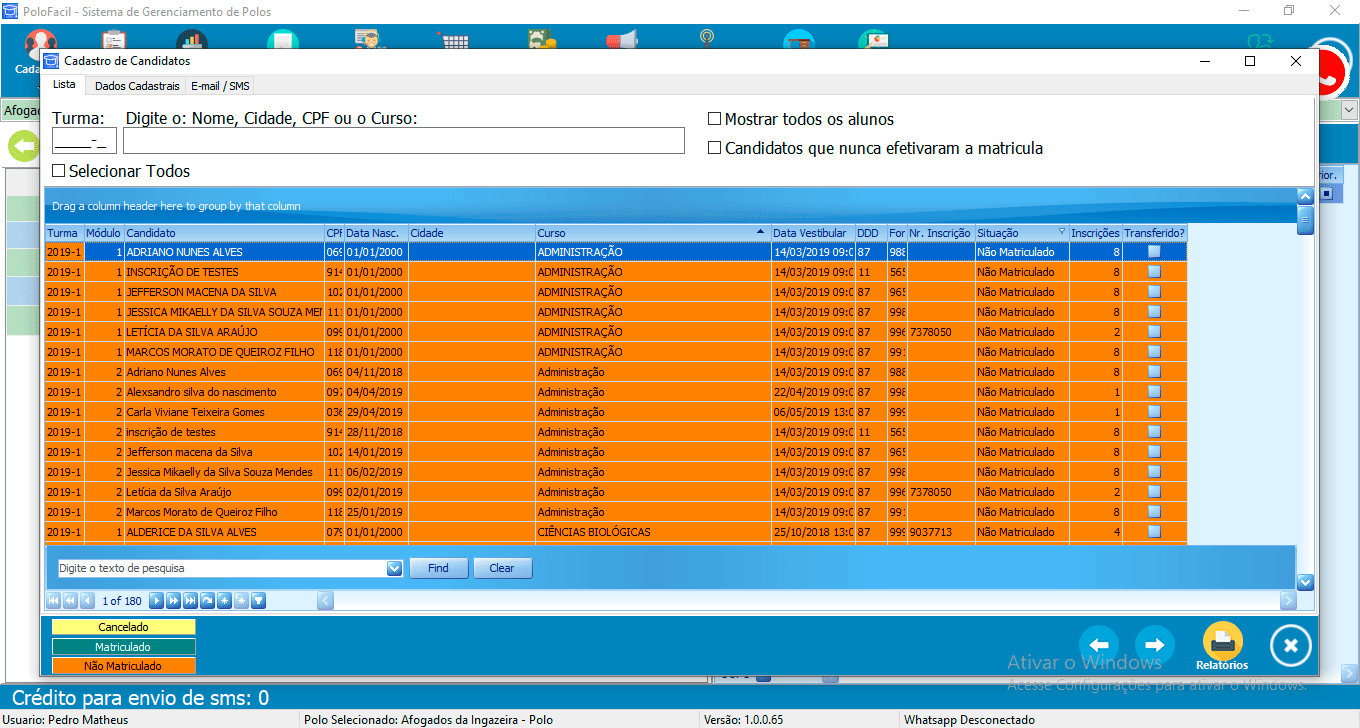 PoloFacil - Sistema de Gerenciamento de Polos
Cadastro de Candidatos
Lista Dados Cadastrais E-mail / SMS
Turma: Digite o: Nome, Cidade, CPF ou o Curso:
____-_
Mostrar todos os alunos
Candidatos que nunca efetivaram a matricula
Selecionar Todos
Drag a column header here to group by that column
Turma Módulo Candidato CPF Data Nasc. Cidade Curso Data Vestibular DDD For Nr. Inscrição Situação Inscrições Transferido?
2019-1 1 ADRIANO NUNES ALVES 069 01/01/2000 ADMINISTRAÇÃO 14/03/2019 09:0 87 988 Não Matriculado 8
2019-1 1 INSCRIÇÃO DE TESTES 914 01/01/2000 ADMINISTRAÇÃO 14/03/2019 09:0 11 565 Não Matriculado 8
2019-1 1 JEFFERSON MACENA DA SILVA 102 01/01/2000 ADMINISTRAÇÃO 14/03/2019 09:0 87 965 Não Matriculado 8
2019-1 1 JESSICA MIKAELLY DA SILVA SOUZA MEN 111 01/01/2000 ADMINISTRAÇÃO 14/03/2019 09:0 87 998 Não Matriculado 8
2019-1 1 LETÍCIA DA SILVA ARAÚJO 099 01/01/2000 ADMINISTRAÇÃO 14/03/2019 09:0 87 996 7378050 Não Matriculado 2
2019-1 1 MARCOS MORATO DE QUEIROZ FILHO 118 01/01/2000 ADMINISTRAÇÃO 14/03/2019 09:0 87 991 Não Matriculado 8
2019-1 2 Adriano Nunes Alves 069 04/11/2018 Administração 14/03/2019 09:0 87 988 Não Matriculado 8
2019-1 2 Alexsandro silva do nascimento 097 04/04/2019 Administração 22/04/2019 09:0 87 998 Não Matriculado 1
2019-1 2 Carla Viviane Teixeira Gomes 036 29/04/2019 Administração 06/05/2019 13:0 87 999 Não Matriculado 1
2019-1 2 inscrição de testes 914 28/11/2018 Administração 14/03/2019 09:0 11 565 Não Matriculado 8
2019-1 2 Jefferson macena da Silva 102 14/01/2019 Administração 14/03/2019 09:0 87 965 Não Matriculado 8
2019-1 2 Jessica Mikaelly da Silva Souza Mendes 111 06/02/2019 Administração 14/03/2019 09:0 87 998 Não Matriculado 8
2019-1 2 Letícia da Silva Araújo 099 02/01/2019 Administração 14/03/2019 09:0 87 996 7378050 Não Matriculado 2
2019-1 2 Marcos Morato de Queiroz Filho 118 25/01/2019 Administração 14/03/2019 09:0 87 991 Não Matriculado 8
2019-1 1 ALDERICE DA SILVA ALVES 079 01/01/2000 CIÊNCIAS BIOLÓGICAS 25/10/2018 13:0 87 999 9037713 Não Matriculado 4
Digite o texto de pesquisa Find Clear
1 of 180
Cancelado
Matriculado
Não Matriculado
Relatórios
Ativar o Windows
Acesse Configurações para ativar o Windows.
Crédito para envio de sms: 0
Usuario: Pedro Matheus Polo Selecionado: Afogados da Ingazeira - Polo Versão: 1.0.0.65 Whatsapp Desconectado